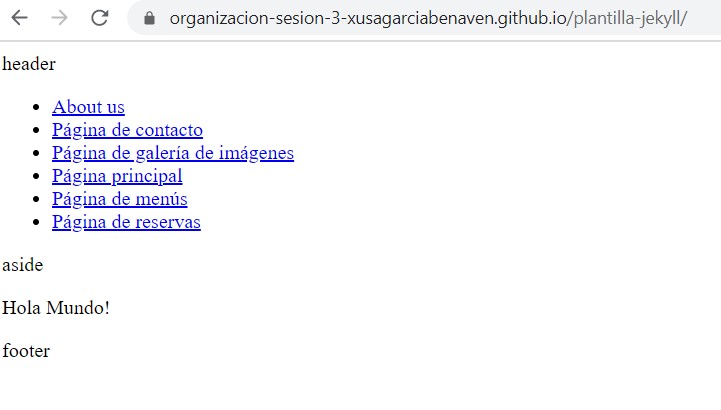 organizacion-sesion-3-xusagarciabenaven.github.io/plantilla-jekyll/
header
About us
Página de contacto
Página de galería de imágenes
Página principal
Página de menús
Página de reservas
aside
Hola Mundo!
footer